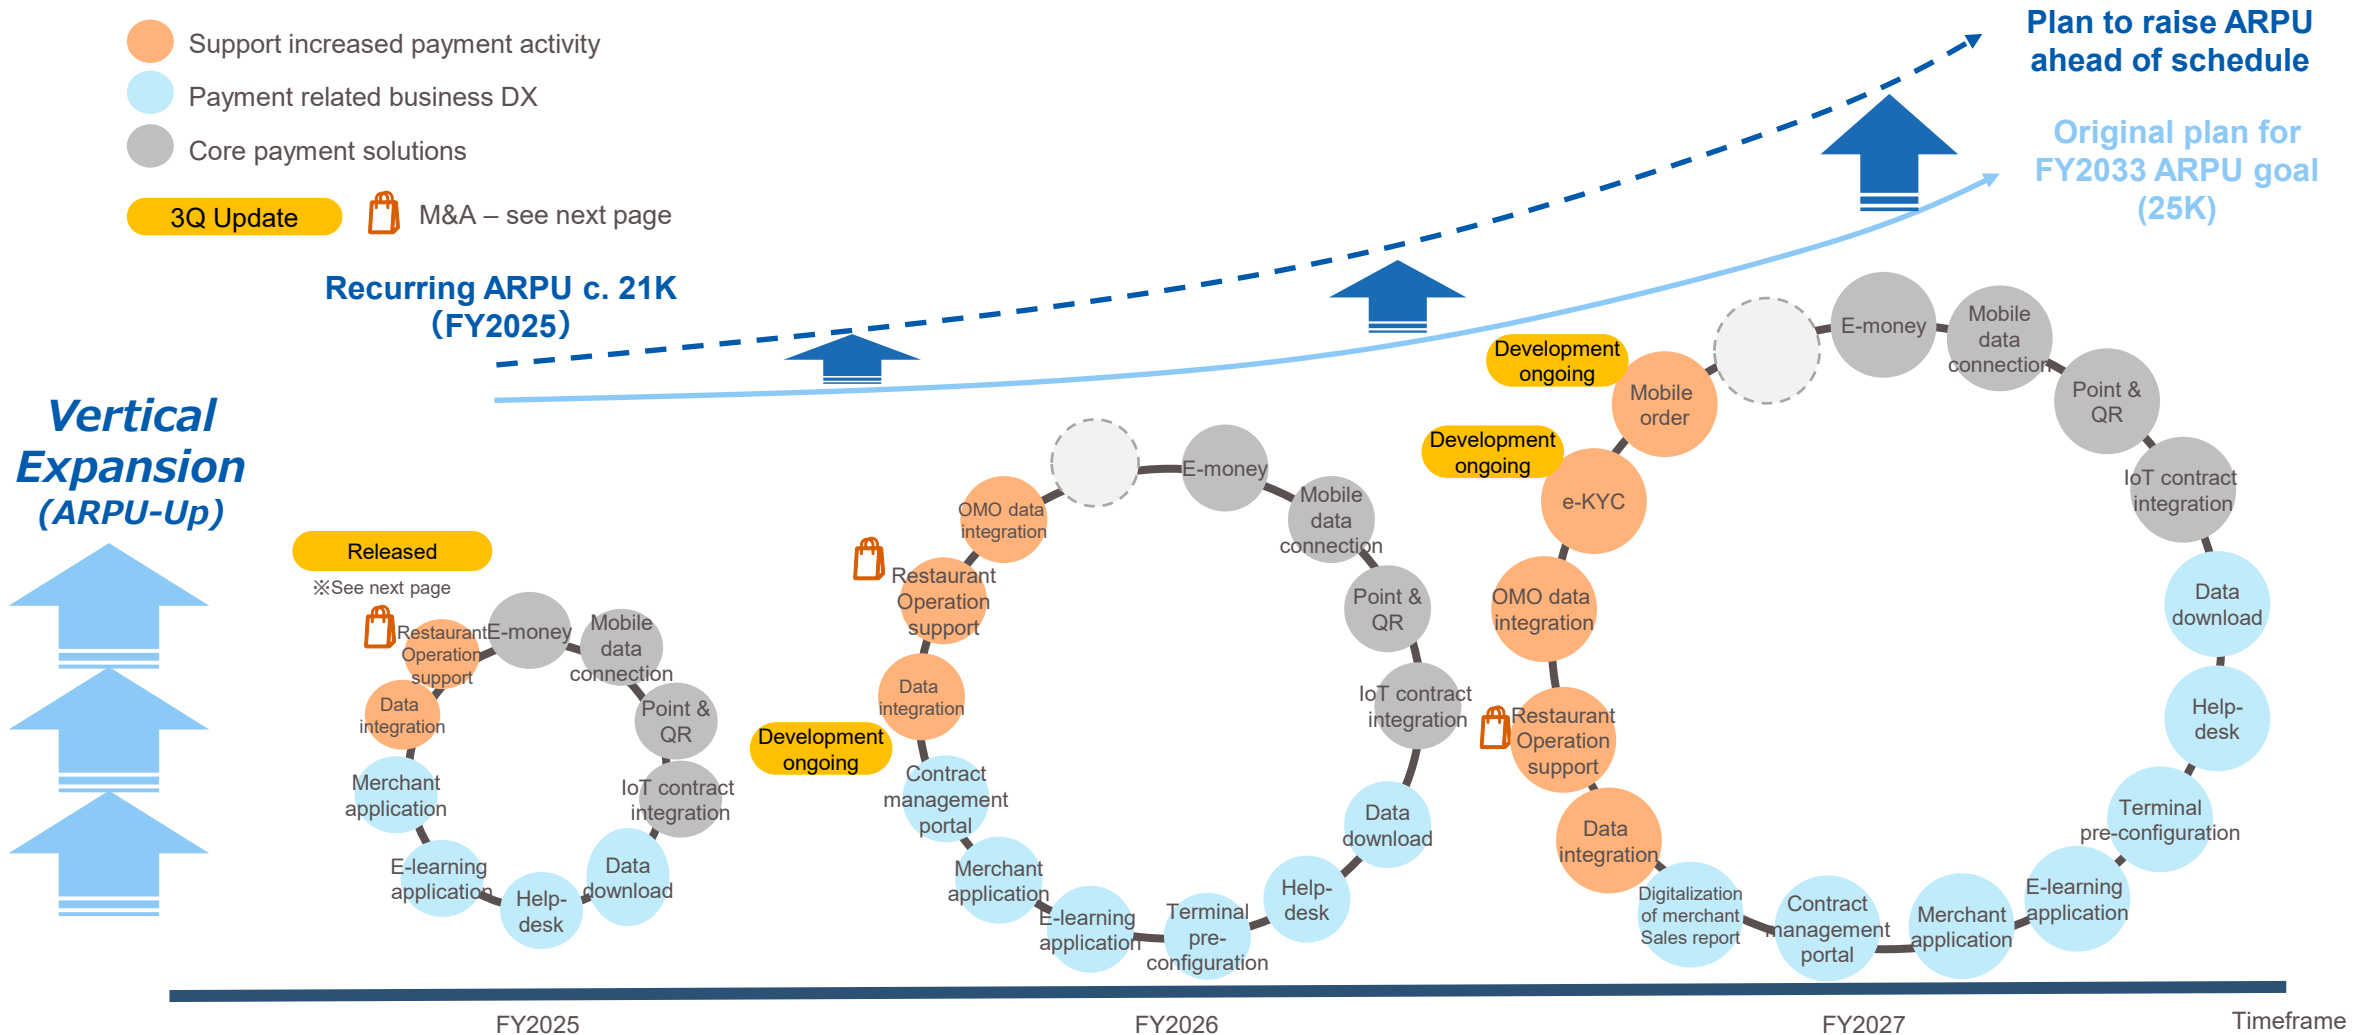 Support increased payment activity
Payment related business DX
Core payment solutions
3Q Update
M&A – see next page
Plan to raise ARPU
ahead of schedule
Original plan for
FY2033 ARPU goal
(25K)
Recurring ARPU c. 21K
（FY2025）
Vertical
Expansion
(ARPU-Up)
Released
※See next page
Restaurant
Operation
support
E-money
Mobile
data
connection
Point &
QR
IoT contract
integration
Data
download
Help-
desk
E-learning
application
Merchant
application
Data
integration
OMO data
integration
E-money
Mobile
data
connection
Point &
QR
IoT contract
integration
Data
download
Help-
desk
Terminal
pre-
configuration
E-learning
application
Merchant
application
Contract
management
portal
Development
ongoing
Data
integration
Restaurant
Operation
support
Development
ongoing
Mobile
order
Development
ongoing
e-KYC
OMO data
integration
Restaurant
Operation
support
Data
integration
Digitalization
of merchant
Sales report
Contract
management
portal
Merchant
application
E-learning
application
Terminal
pre-configuration
Help-
desk
Data
download
IoT contract
integration
Point &
QR
Mobile
data
connection
E-money
FY2025
FY2026
FY2027
Timeframe